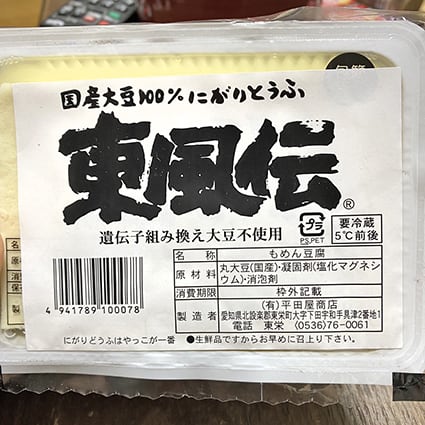 国産大豆100%にがりとうふ
東風伝®
遺伝子組み換え大豆不使用
プラ
PS.PET
要冷蔵
5℃前後
名称 もめん豆腐
原材料 丸大豆(国産)・凝固剤(塩化マグネシウム)・消泡剤
消費期限 枠外記載
製造者 (有)平田屋商店
愛知県北設楽郡東栄町大字下田字和手貝津2番地1
電話 東栄 (0536)76-0061
4 941789 100078
にがりどうふはやっこが一番
●生鮮品ですからお早めに召上り下さい。